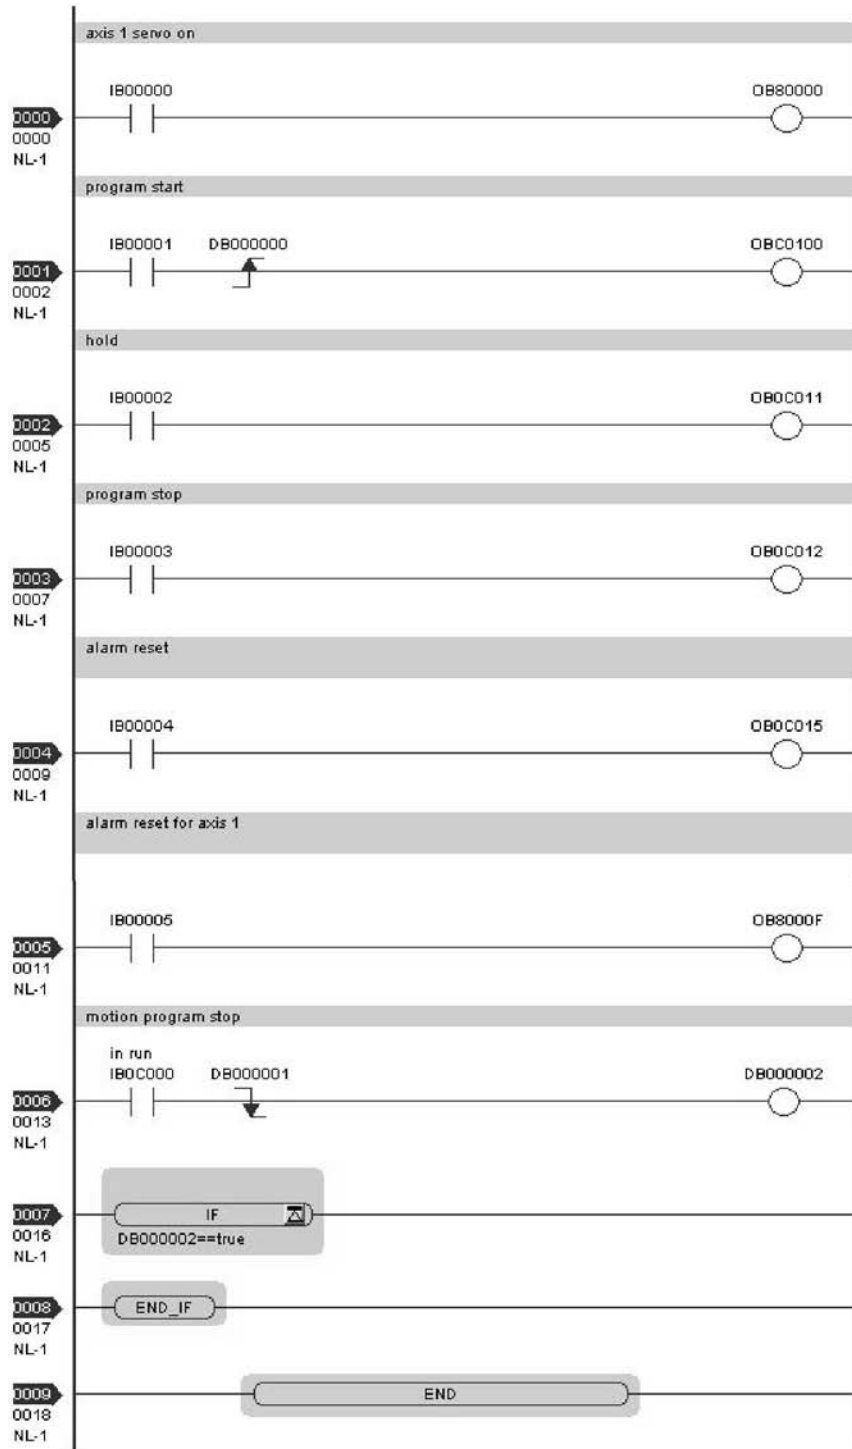 axis 1 servo on
IB00000 OB80000
0000
0000
NL-1
program start
IB00001 DB000000 OBC0100
0001
0002
NL-1
hold
IB00002 OB0C011
0002
0005
NL-1
program stop
IB00003 OB0C012
0003
0007
NL-1
alarm reset
IB00004 OB0C015
0004
0009
NL-1
alarm reset for axis 1
IB00005 OB8000F
0005
0011
NL-1
motion program stop
in run
IB0C000 DB000001 DB000002
0006
0013
NL-1
0007 IF
0016 DB000002==true
NL-1
0008 END_IF
0017
NL-1
0009 END
0018
NL-1